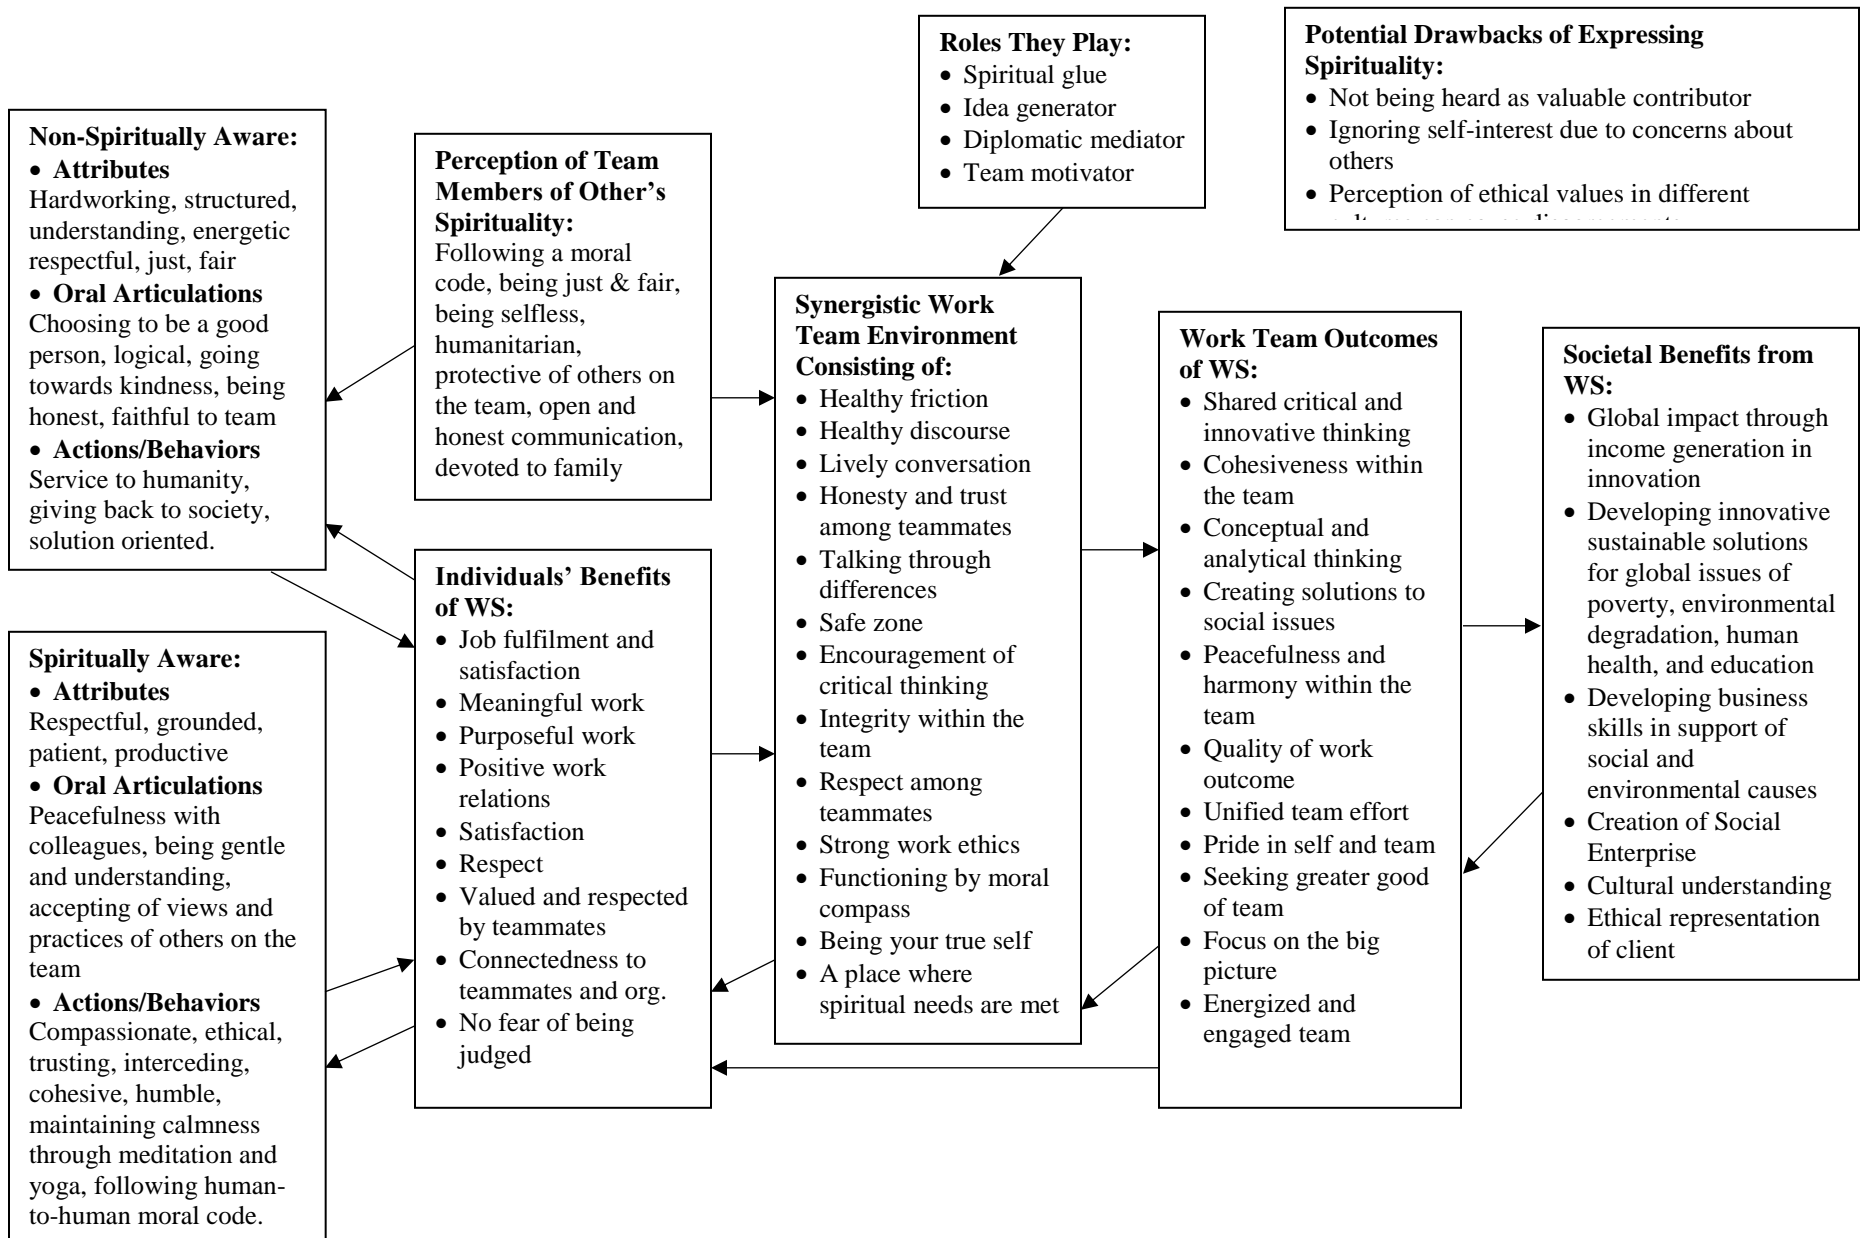 Roles They Play:
• Spiritual glue
• Idea generator
• Diplomatic mediator
• Team motivator
Potential Drawbacks of Expressing
Spirituality:
• Not being heard as valuable contributor
• Ignoring self-interest due to concerns about
others
• Perception of ethical values in different
Non-Spiritually Aware:
• Attributes
Hardworking, structured,
understanding, energetic
respectful, just, fair
• Oral Articulations
Choosing to be a good
person, logical, going
towards kindness, being
honest, faithful to team
• Actions/Behaviors
Service to humanity,
giving back to society,
solution oriented.
Perception of Team
Members of Other’s
Spirituality:
Following a moral
code, being just & fair,
being selfless,
humanitarian,
protective of others on
the team, open and
honest communication,
devoted to family
Spiritually Aware:
• Attributes
Respectful, grounded,
patient, productive
• Oral Articulations
Peacefulness with
colleagues, being gentle
and understanding,
accepting of views and
practices of others on the
team
• Actions/Behaviors
Compassionate, ethical,
trusting, interceding,
cohesive, humble,
maintaining calmness
through meditation and
yoga, following human-
to-human moral code.
Individuals’ Benefits
of WS:
• Job fulfilment and
satisfaction
• Meaningful work
• Purposeful work
• Positive work
relations
• Satisfaction
• Respect
• Valued and respected
by teammates
• Connectedness to
teammates and org.
• No fear of being
judged
Synergistic Work
Team Environment
Consisting of:
• Healthy friction
• Healthy discourse
• Lively conversation
• Honesty and trust
among teammates
• Talking through
differences
• Safe zone
• Encouragement of
critical thinking
• Integrity within the
team
• Respect among
teammates
• Strong work ethics
• Functioning by moral
compass
• Being your true self
• A place where
spiritual needs are met
Work Team Outcomes
of WS:
• Shared critical and
innovative thinking
• Cohesiveness within
the team
• Conceptual and
analytical thinking
• Creating solutions to
social issues
• Peacefulness and
harmony within the
team
• Quality of work
outcome
• Unified team effort
• Pride in self and team
• Seeking greater good
of team
• Focus on the big
picture
• Energized and
engaged team
Societal Benefits from
WS:
• Global impact through
income generation in
innovation
• Developing innovative
sustainable solutions
for global issues of
poverty, environmental
degradation, human
health, and education
• Developing business
skills in support of
social and
environmental causes
• Creation of Social
Enterprise
• Cultural understanding
• Ethical representation
of client